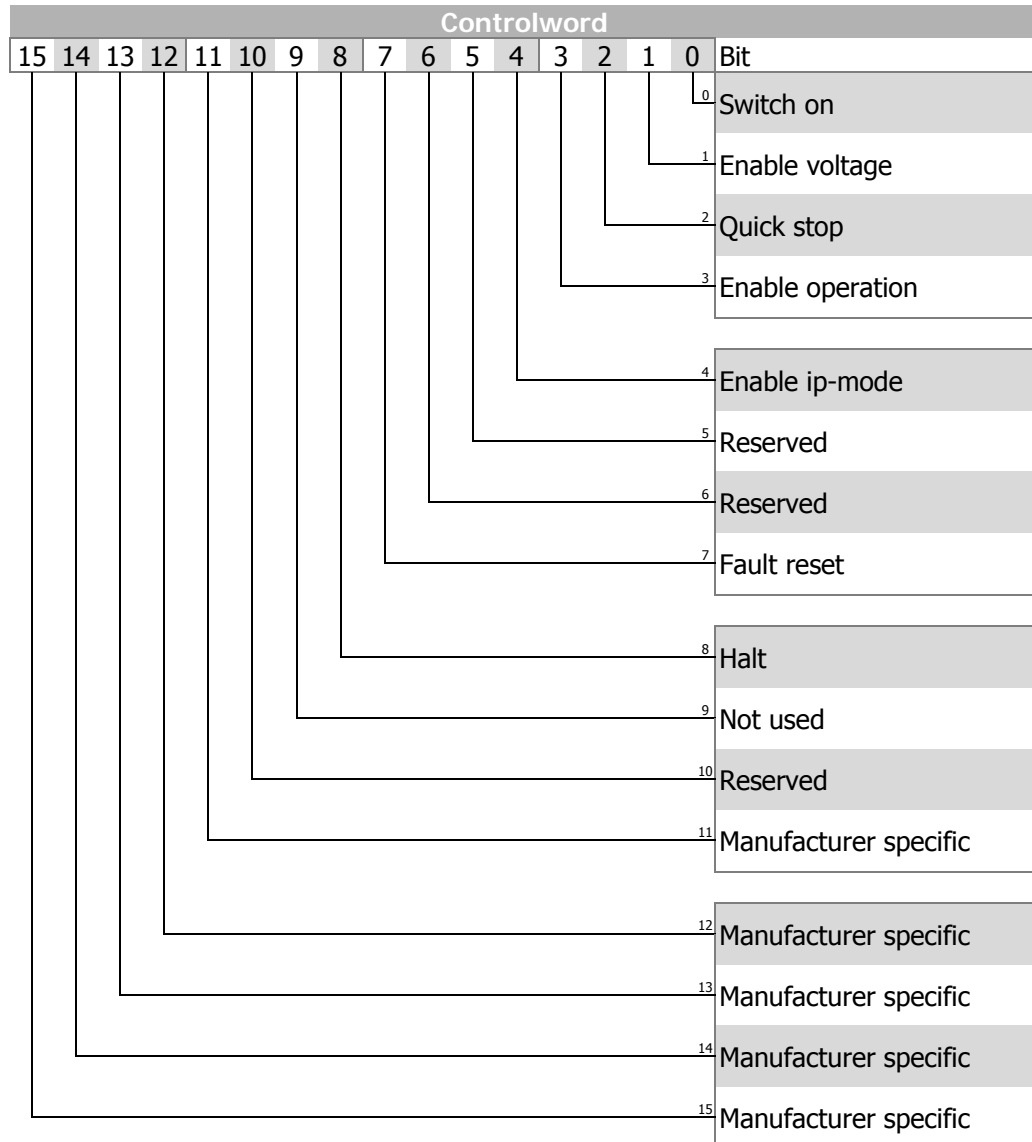 Controlword
15 14 13 12 11 10 9 8 7 6 5 4 3 2 1 0 Bit
0 Switch on
1 Enable voltage
2 Quick stop
3 Enable operation
4 Enable ip-mode
5 Reserved
6 Reserved
7 Fault reset
8 Halt
9 Not used
10 Reserved
11 Manufacturer specific
12 Manufacturer specific
13 Manufacturer specific
14 Manufacturer specific
15 Manufacturer specific